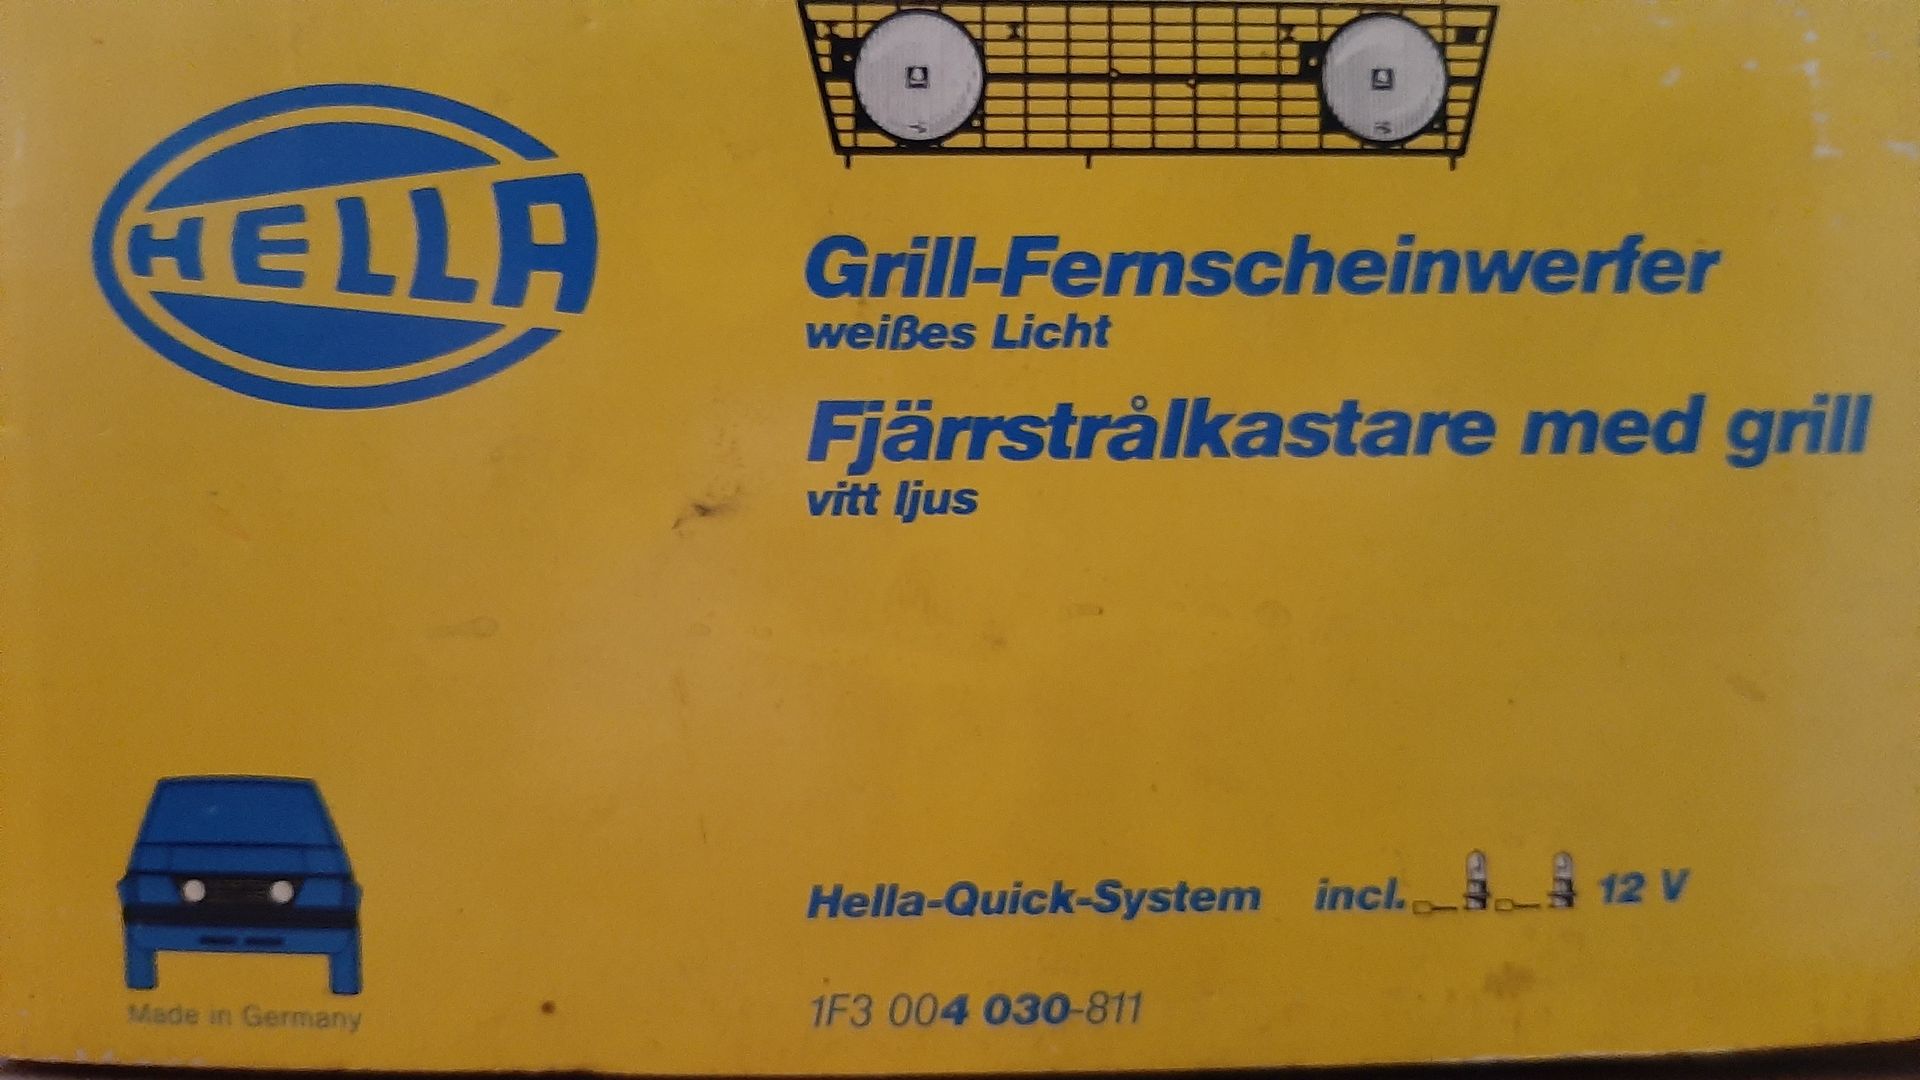 HELLA
Grill-Fernscheinwerfer
weißes Licht
Fjärrstrålkastare med grill
vitt ljus
Hella-Quick-System incl. 12 V
1F3 004 030-811
Made in Germany